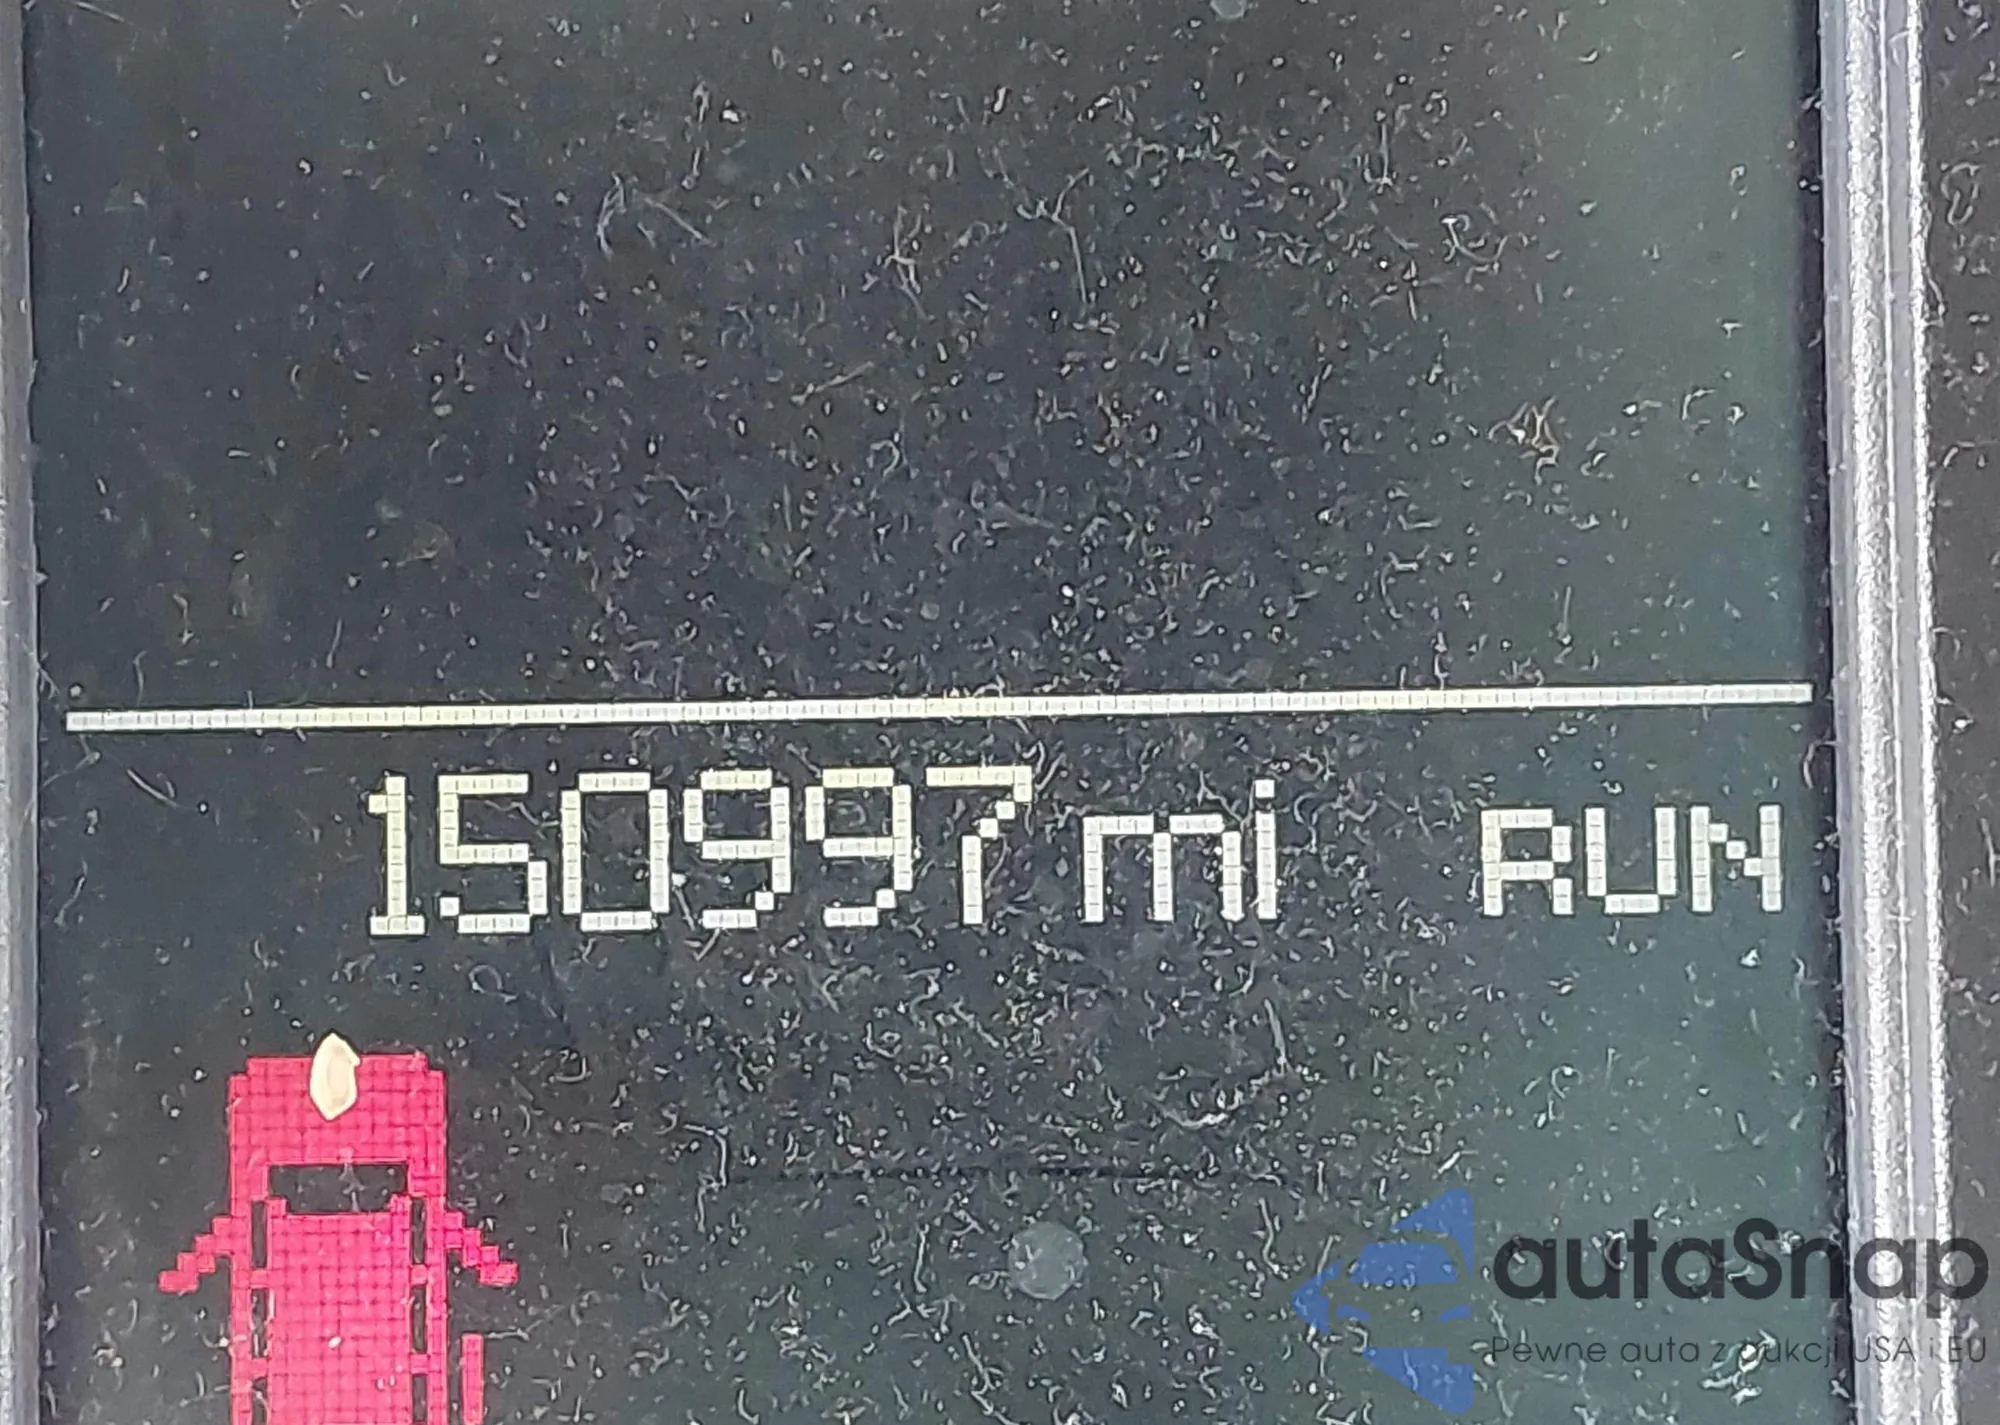 150997 mi RUN
autaSnap
Pewne auta z aukcji USA i EU